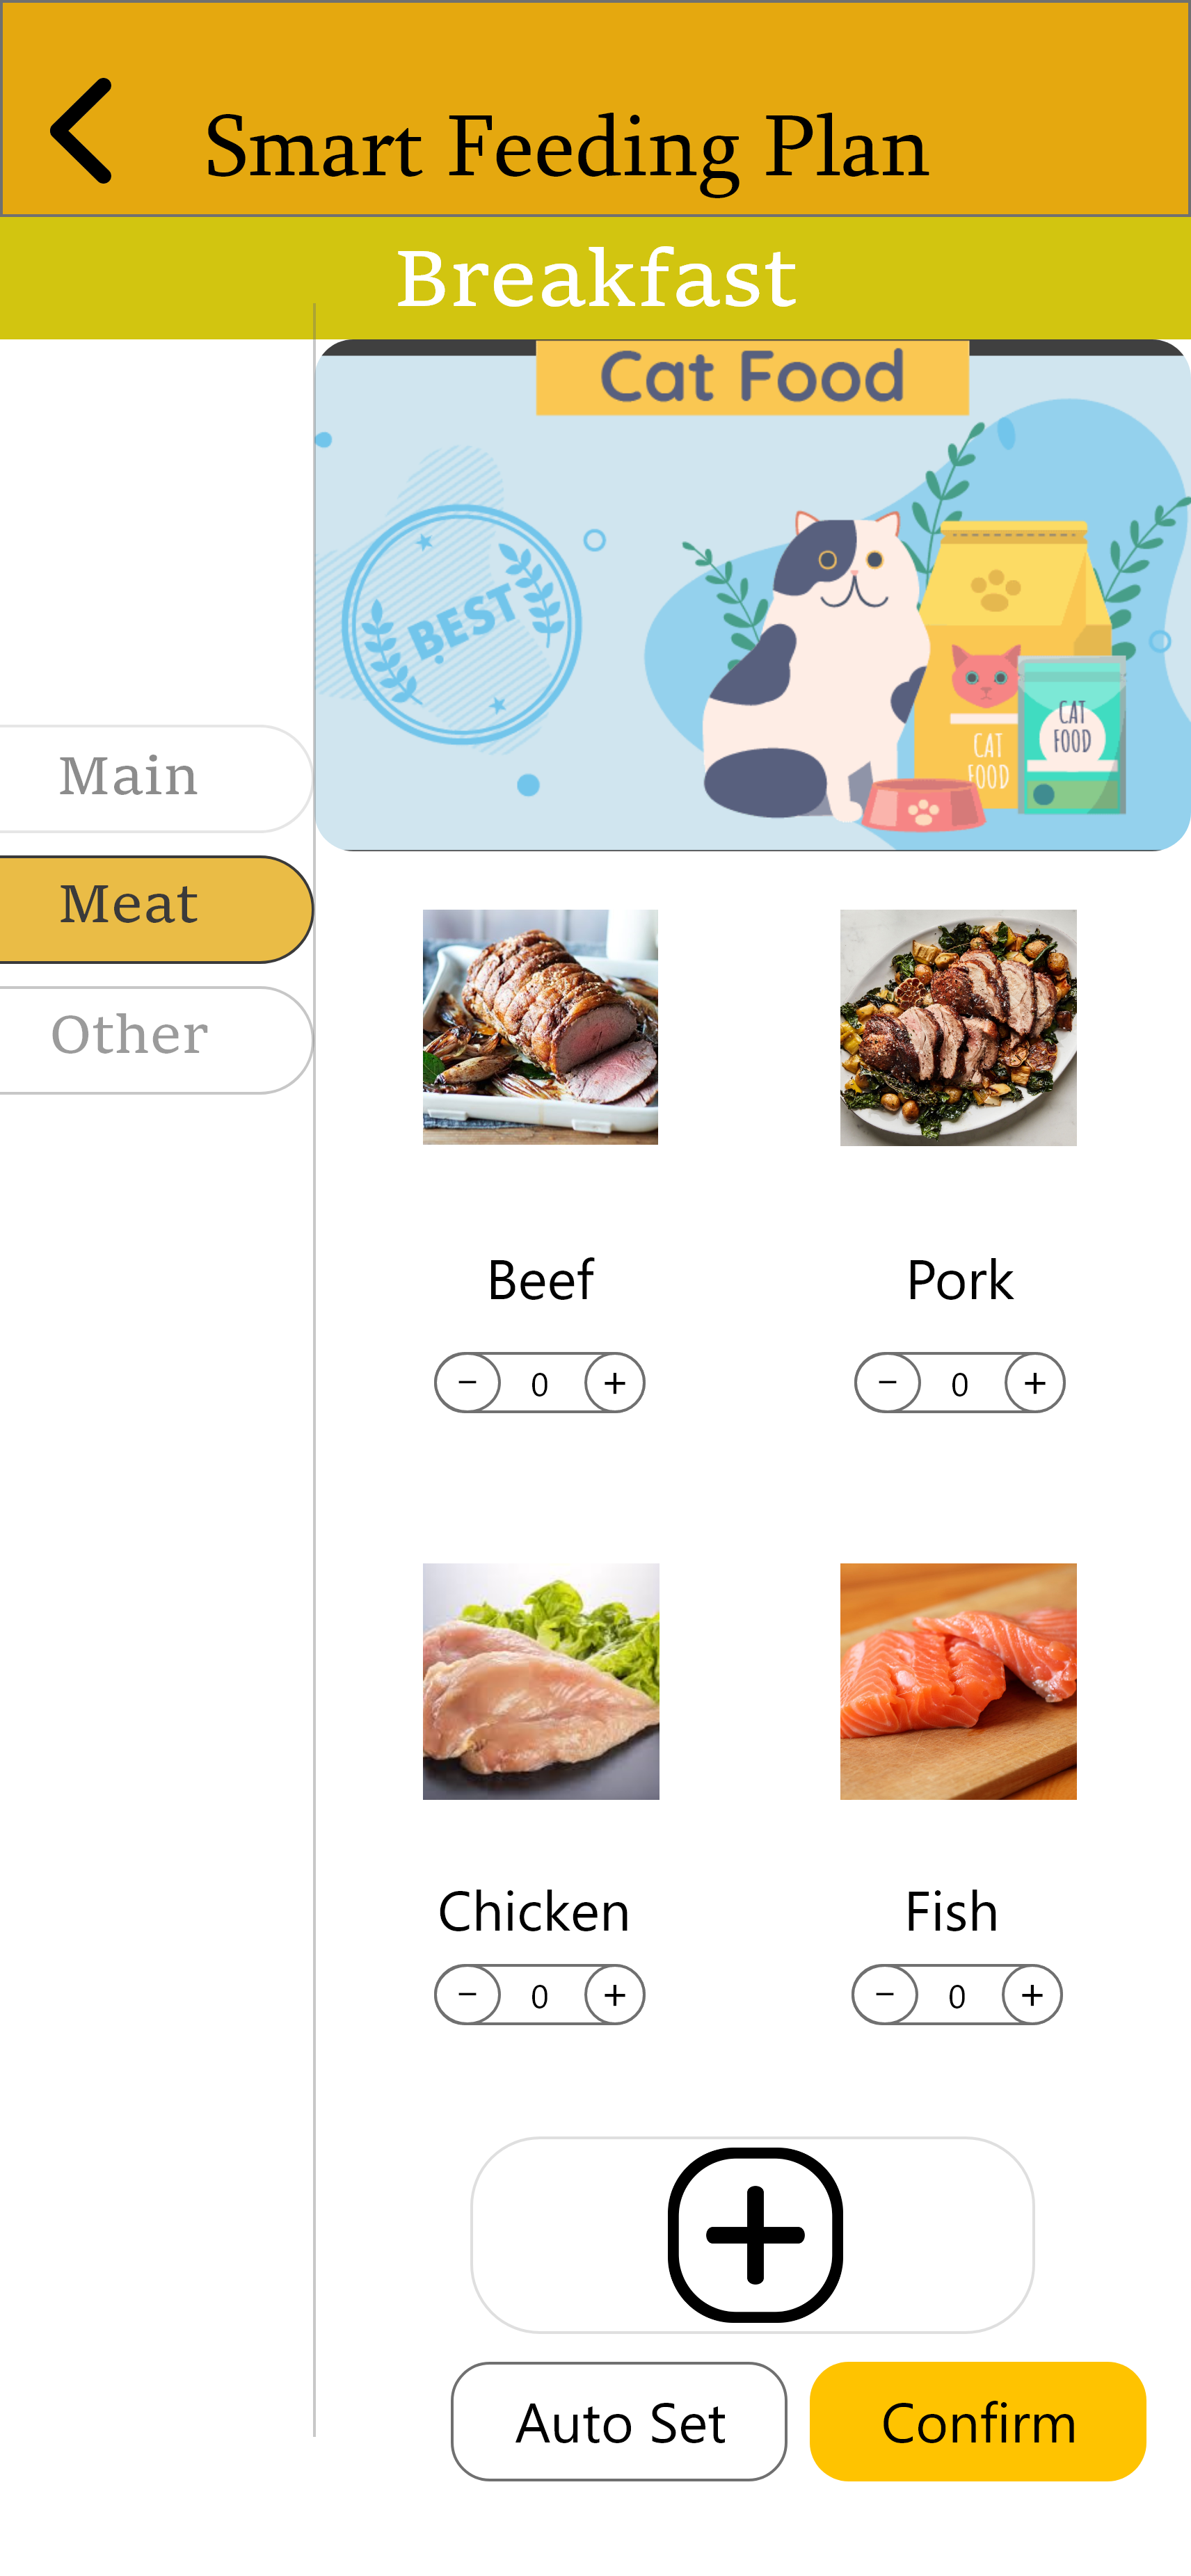 Smart Feeding Plan
Breakfast
Cat Food
BEST
CAT
FOOD
CAT
FOOD
Main
Meat
Other
Beef
Pork
− 0 +
− 0 +
Chicken
Fish
− 0 +
− 0 +
Auto Set
Confirm